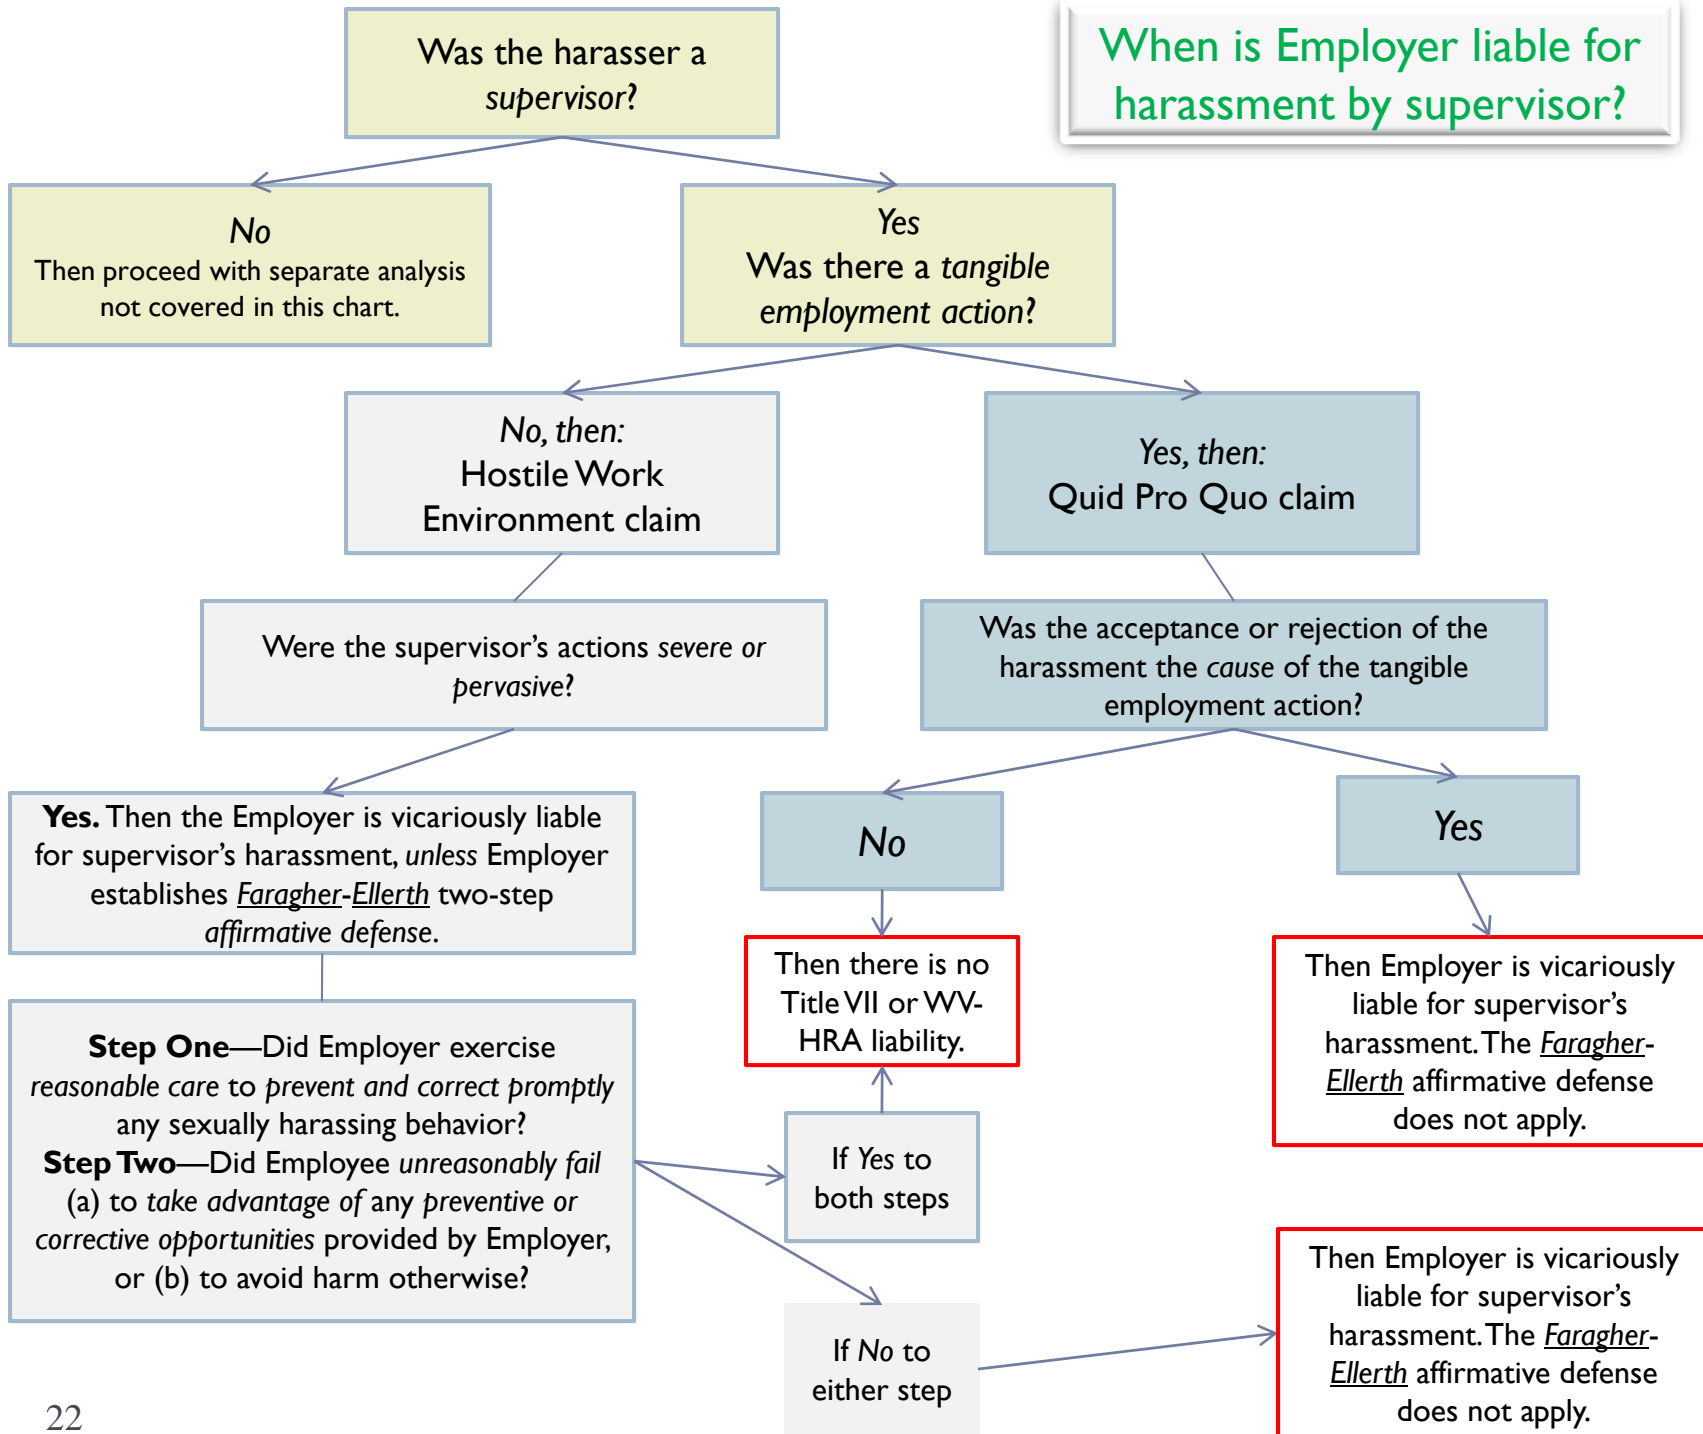 When is Employer liable for
harassment by supervisor?
Was the harasser a
supervisor?
No
Then proceed with separate analysis
not covered in this chart.
Yes
Was there a tangible
employment action?
No, then:
Hostile Work
Environment claim
Yes, then:
Quid Pro Quo claim
Were the supervisor's actions severe or
pervasive?
Was the acceptance or rejection of the
harassment the cause of the tangible
employment action?
Yes. Then the Employer is vicariously liable
for supervisor's harassment, unless Employer
establishes Faragher-Ellerth two-step
affirmative defense.
No
Yes
Then there is no
Title VII or WV-
HRA liability.
Then Employer is vicariously
liable for supervisor's
harassment. The Faragher-
Ellerth affirmative defense
does not apply.
Step One—Did Employer exercise
reasonable care to prevent and correct promptly
any sexually harassing behavior?
Step Two—Did Employee unreasonably fail
(a) to take advantage of any preventive or
corrective opportunities provided by Employer,
or (b) to avoid harm otherwise?
If Yes to
both steps
If No to
either step
Then Employer is vicariously
liable for supervisor's
harassment. The Faragher-
Ellerth affirmative defense
does not apply.
22